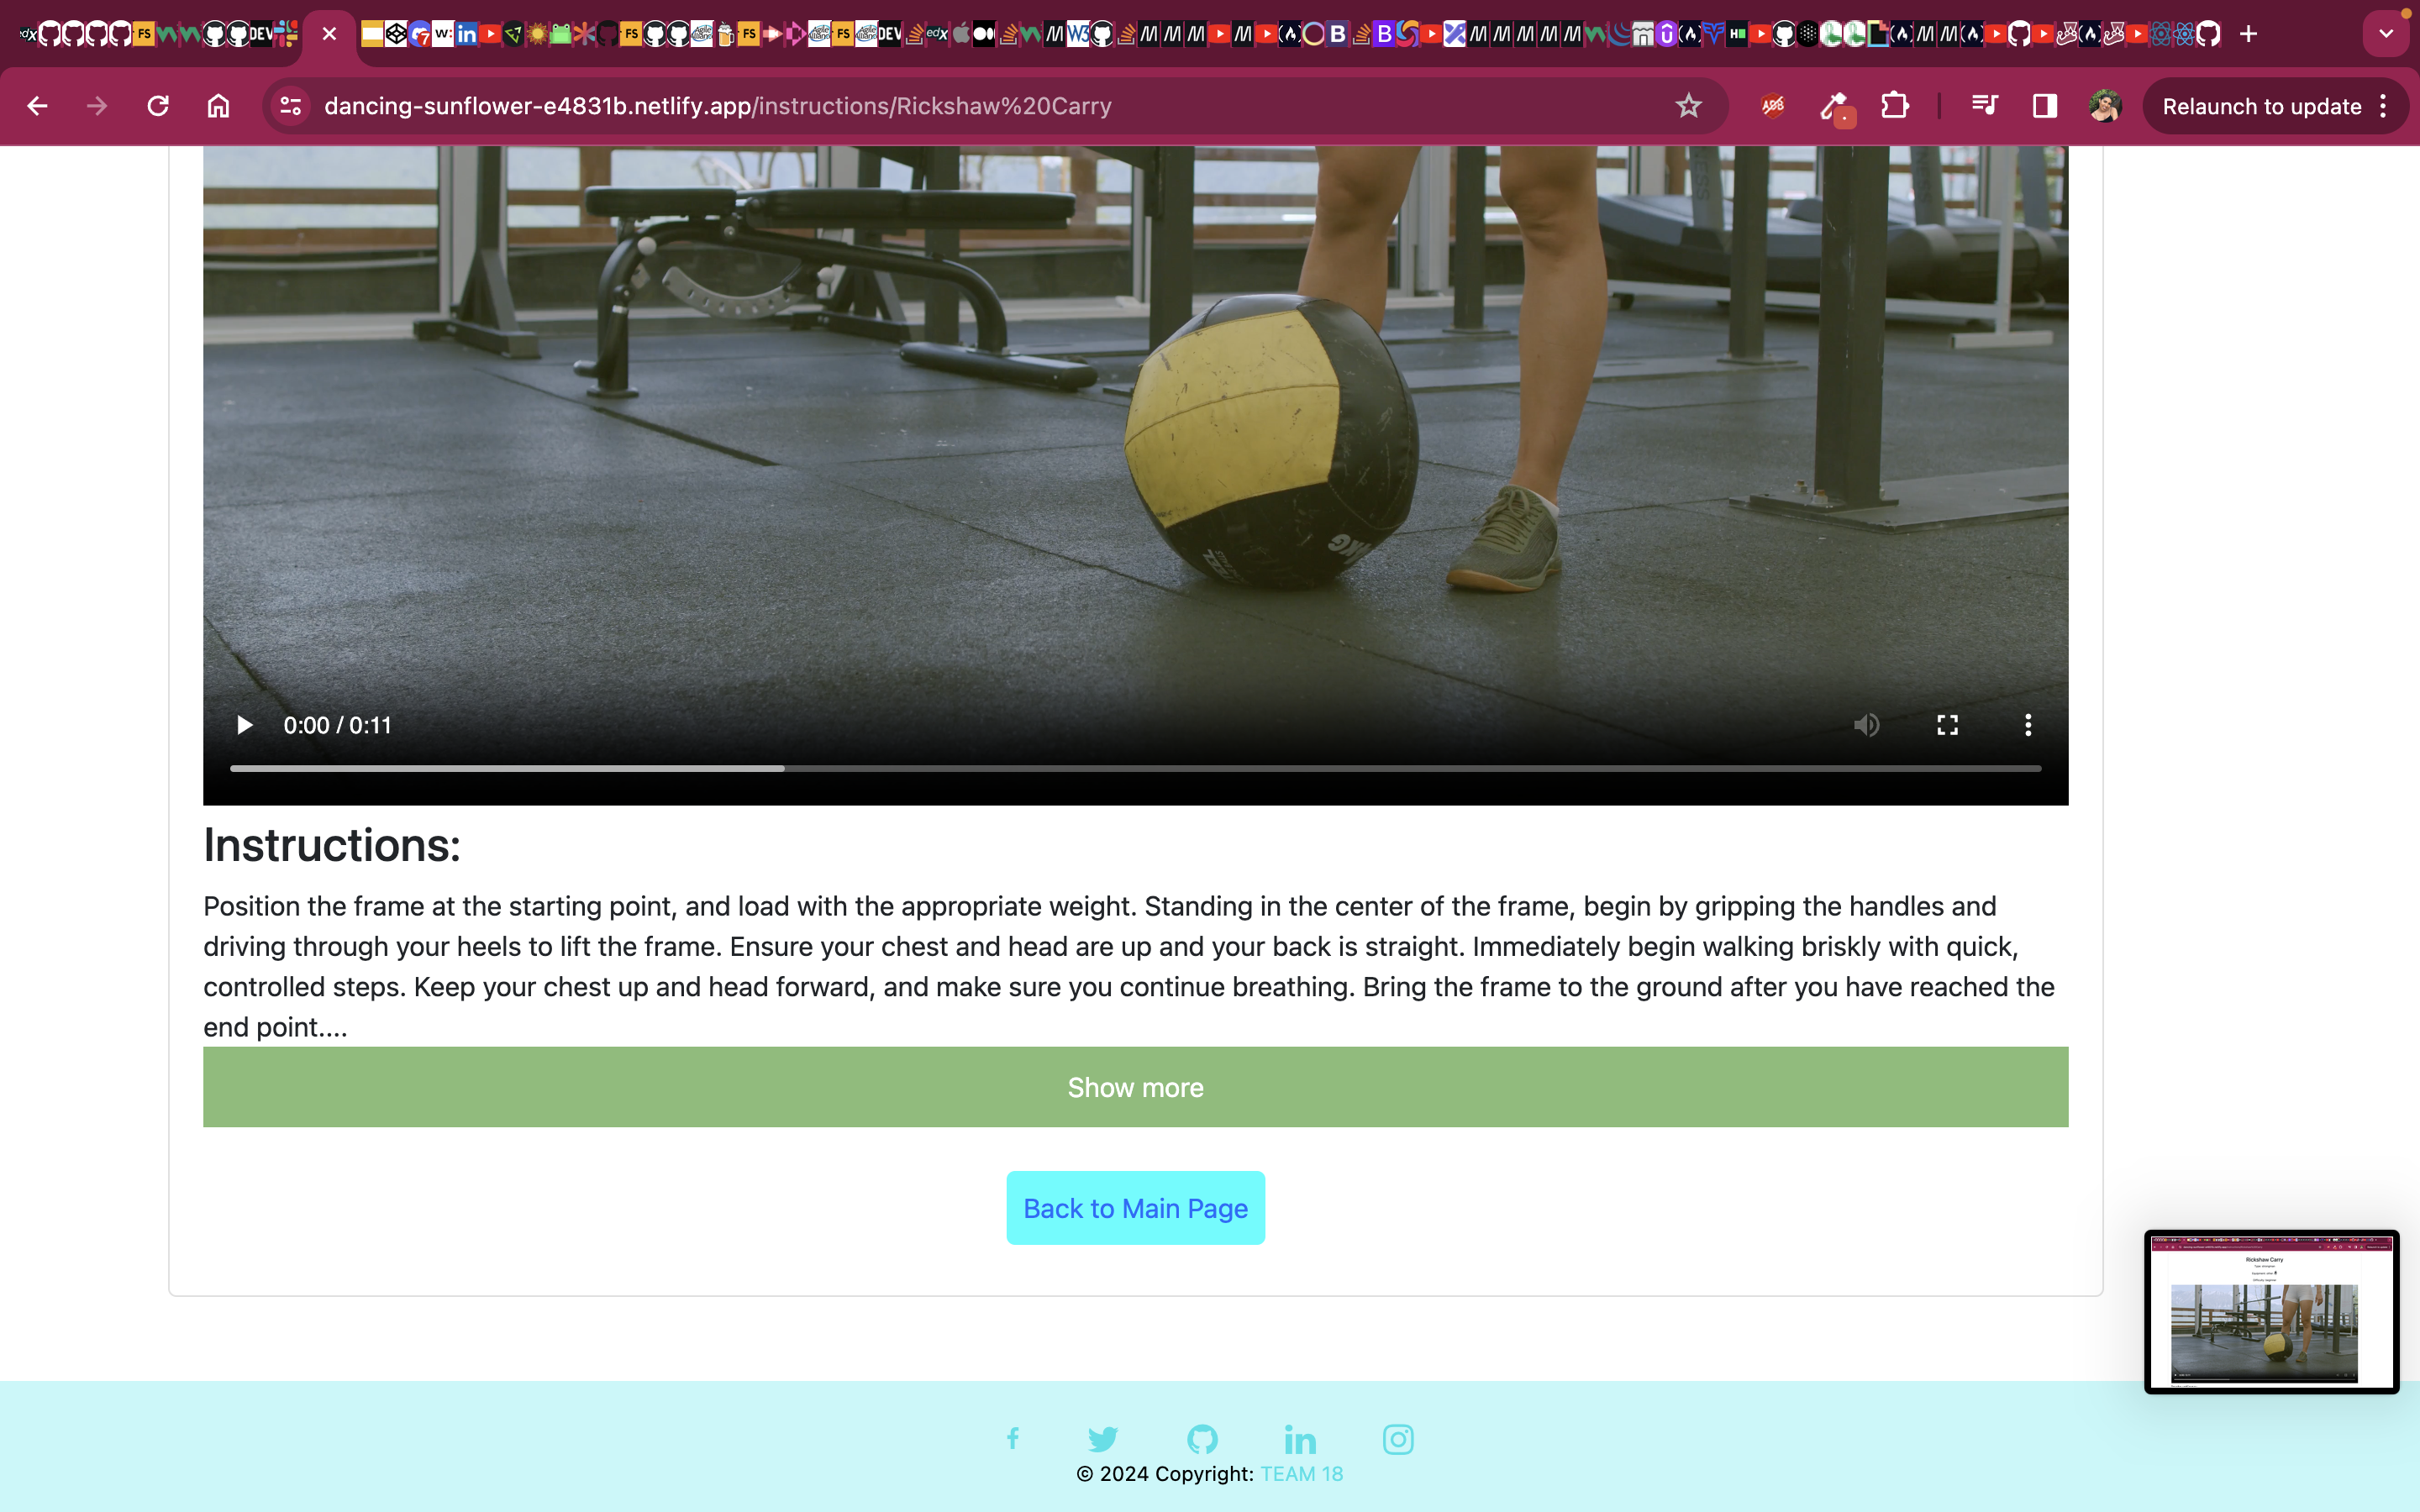 dancing-sunflower-e4831b.netlify.app/instructions/Rickshaw%20Carry
Relaunch to update
0:00 / 0:11
Instructions:
Position the frame at the starting point, and load with the appropriate weight. Standing in the center of the frame, begin by gripping the handles and
driving through your heels to lift the frame. Ensure your chest and head are up and your back is straight. Immediately begin walking briskly with quick,
controlled steps. Keep your chest up and head forward, and make sure you continue breathing. Bring the frame to the ground after you have reached the
end point....
Show more
Back to Main Page
Rickshaw Carry
© 2024 Copyright: TEAM 18